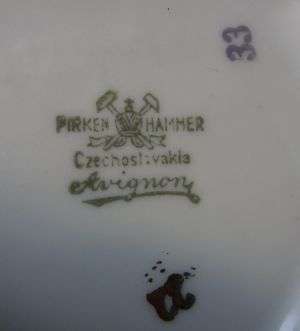 33
PIRKEN HAMMER
Czechoslovakia
Avignon